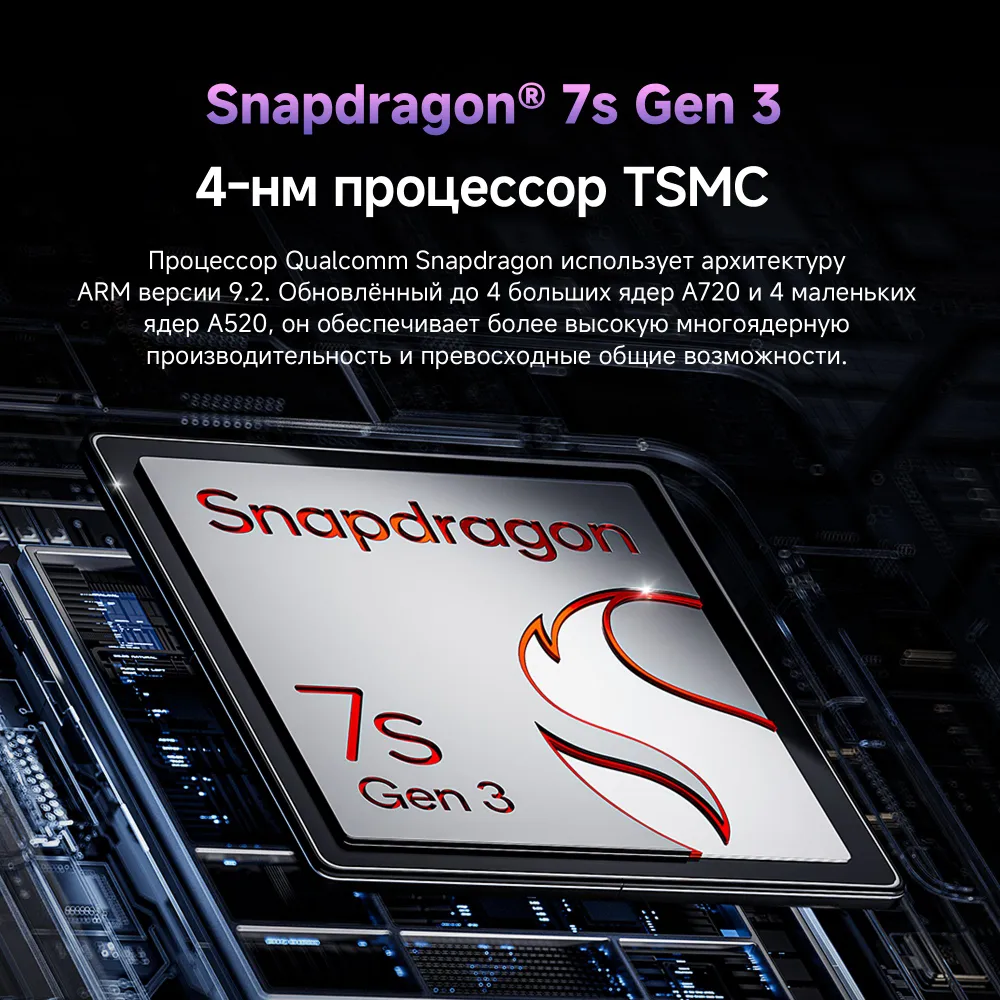 Snapdragon® 7s Gen 3
4-нм процессор TSMC
Процессор Qualcomm Snapdragon использует архитектуру
ARM версии 9.2. Обновлённый до 4 больших ядер A720 и 4 маленьких
ядер A520, он обеспечивает более высокую многоядерную
производительность и превосходные общие возможности.
Snapdragon
7s
Gen 3